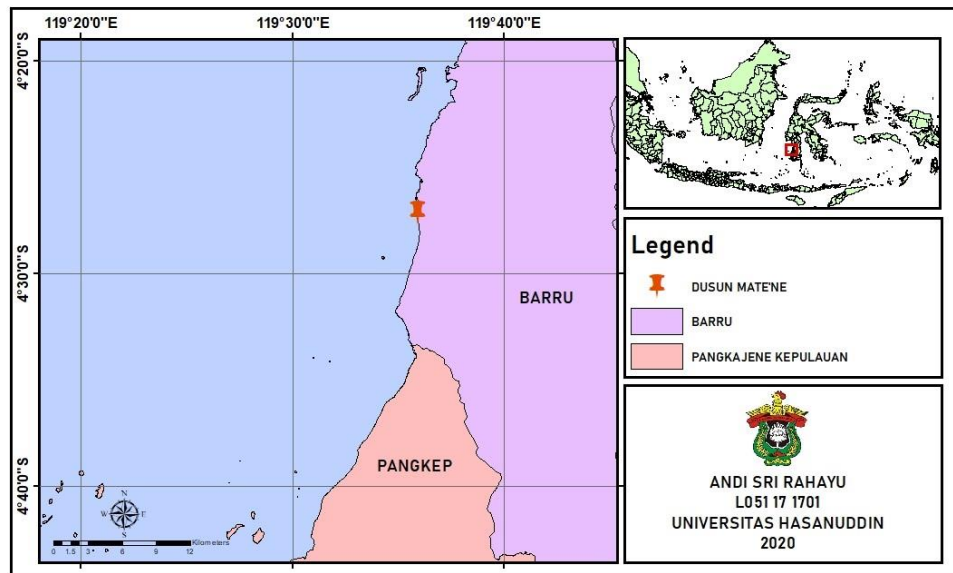 119°20'0"E 119°30'0"E 119°40'0"E
4°20'0"S
4°30'0"S
4°40'0"S
BARRU
PANGKEP
N
W E
S
Kilometers
0 1.5 3 6 9 12
Legend
DUSUN MATE'NE
BARRU
PANGKAJENE KEPULAUAN
ANDI SRI RAHAYU
L051 17 1701
UNIVERSITAS HASANUDDIN
2020